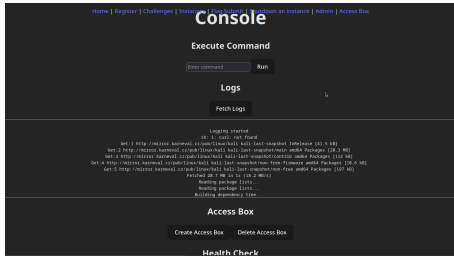 Home | Register | Challenges | Instances | Flag Submit | Shutdown an instance | Admin | Access Box
Console
Execute Command
Enter command
Run
Logs
Fetch Logs
Logging started
sh: 1: curl: not found
Get:1 http://mirror.karneval.cz/pub/linux/kali kali-last-snapshot InRelease [41.5 kB]
Get:2 http://mirror.karneval.cz/pub/linux/kali kali-last-snapshot/main amd64 Packages [20.3 MB]
Get:3 http://mirror.karneval.cz/pub/linux/kali kali-last-snapshot/contrib amd64 Packages [112 kB]
Get:4 http://mirror.karneval.cz/pub/linux/kali kali-last-snapshot/non-free-firmware amd64 Packages [10.6 kB]
Get:5 http://mirror.karneval.cz/pub/linux/kali kali-last-snapshot/non-free amd64 Packages [197 kB]
Fetched 20.7 MB in 1s (18.2 MB/s)
Reading package lists...
Reading package lists...
Building dependency tree...
Access Box
Create Access Box
Delete Access Box
Health Check